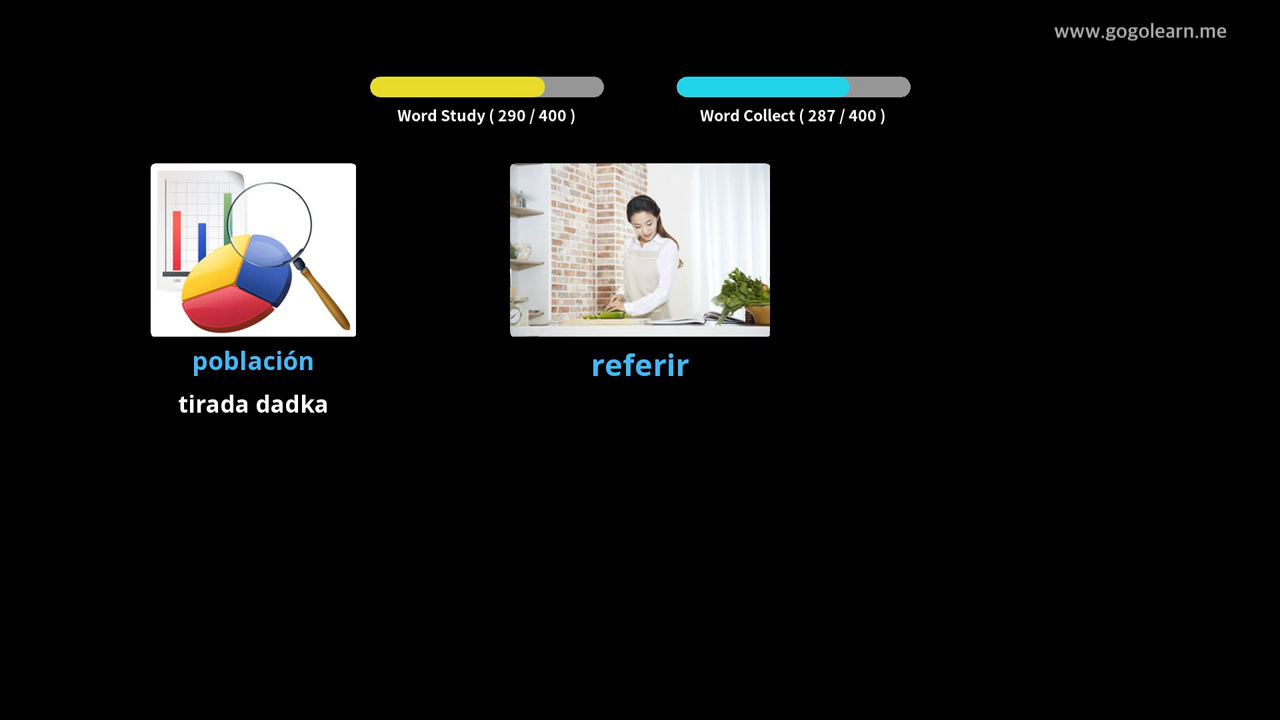 www.gogolearn.me
Word Study ( 290 / 400 )
Word Collect ( 287 / 400 )
población
tirada dadka
referir